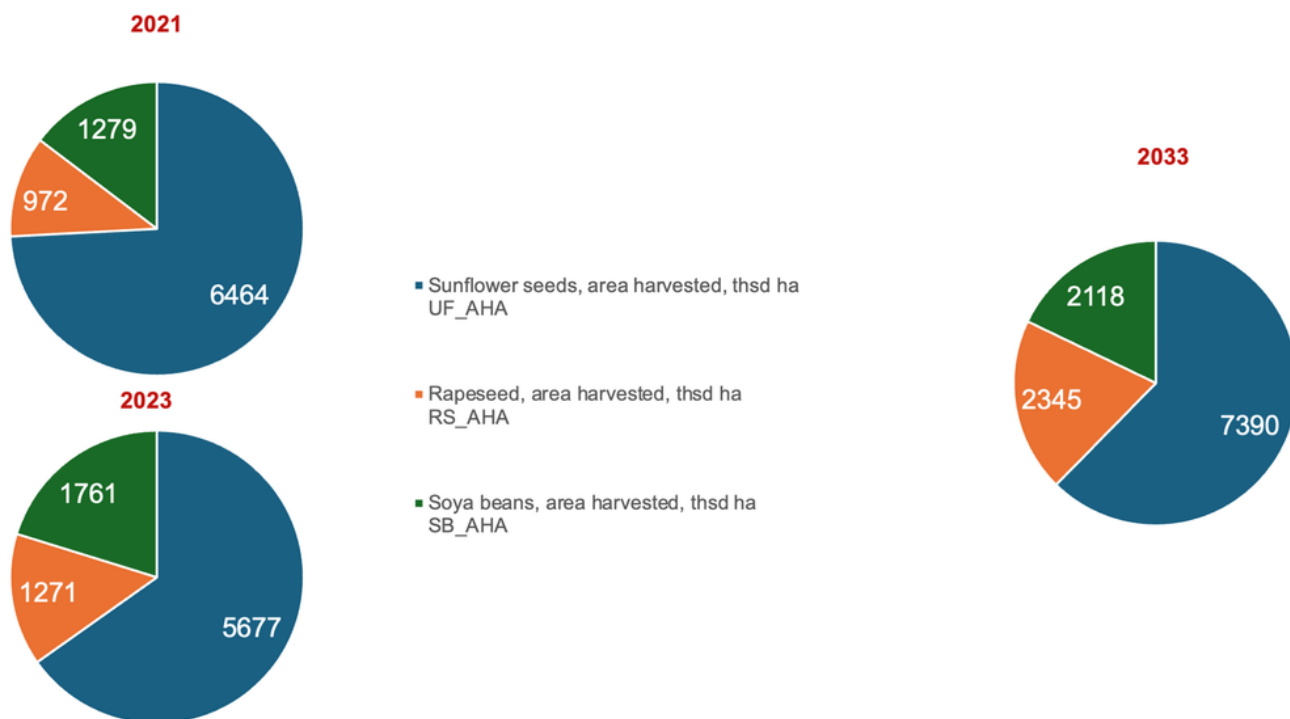 2021
1279
972
6464
2023
1761
1271
5677
Sunflower seeds, area harvested, thsd ha
UF_AHA
Rapeseed, area harvested, thsd ha
RS_AHA
Soya beans, area harvested, thsd ha
SB_AHA
2033
2118
2345
7390